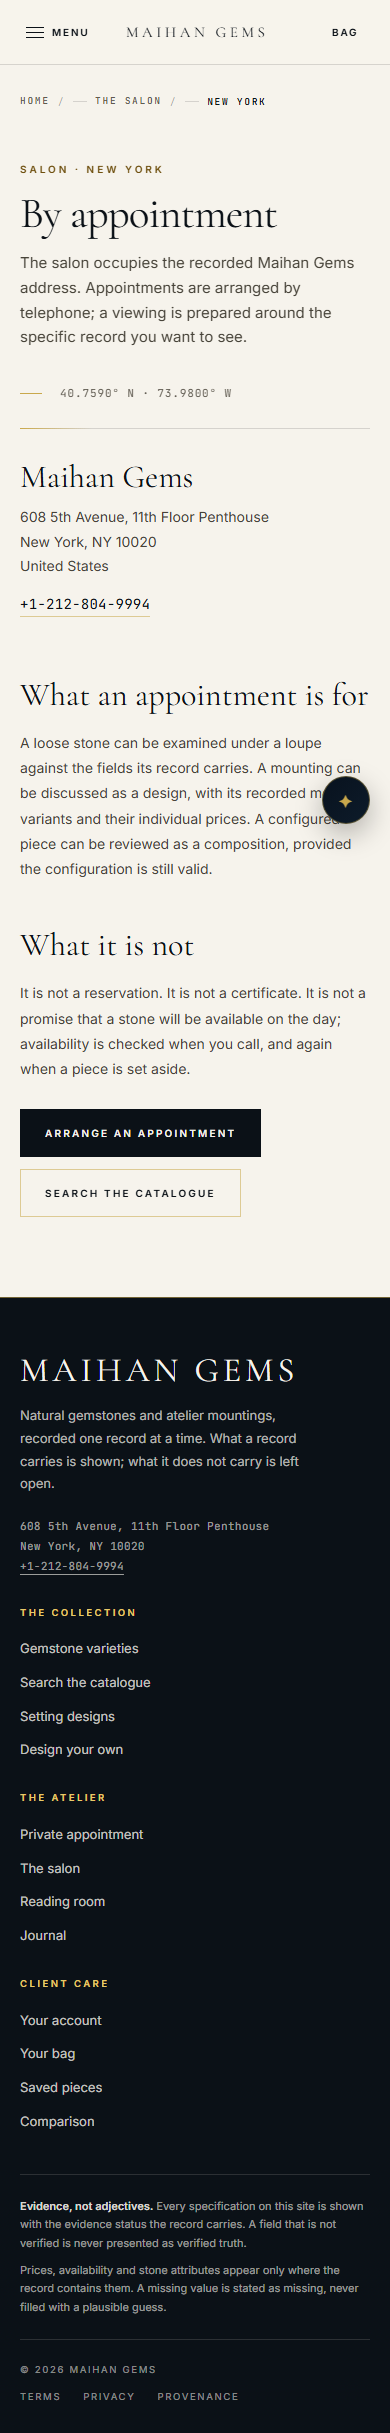 MENU
MAIHAN GEMS
BAG
HOME / — THE SALON / — NEW YORK
SALON · NEW YORK
By appointment
The salon occupies the recorded Maihan Gems
address. Appointments are arranged by
telephone; a viewing is prepared around the
specific record you want to see.
40.7590° N · 73.9800° W
Maihan Gems
608 5th Avenue, 11th Floor Penthouse
New York, NY 10020
United States
+1-212-804-9994
What an appointment is for
A loose stone can be examined under a loupe
against the fields its record carries. A mounting can
be discussed as a design, with its recorded
variants and their individual prices. A configured
piece can be reviewed as a composition, provided
the configuration is still valid.
What it is not
It is not a reservation. It is not a certificate. It is not a
promise that a stone will be available on the day;
availability is checked when you call, and again
when a piece is set aside.
ARRANGE AN APPOINTMENT
SEARCH THE CATALOGUE
MAIHAN GEMS
Natural gemstones and atelier mountings,
recorded one record at a time. What a record
carries is shown; what it does not carry is left
open.
608 5th Avenue, 11th Floor Penthouse
New York, NY 10020
+1-212-804-9994
THE COLLECTION
Gemstone varieties
Search the catalogue
Setting designs
Design your own
THE ATELIER
Private appointment
The salon
Reading room
Journal
CLIENT CARE
Your account
Your bag
Saved pieces
Comparison
Evidence, not adjectives. Every specification on this site is shown
with the evidence status the record carries. A field that is not
verified is never presented as verified truth.
Prices, availability and stone attributes appear only where the
record contains them. A missing value is stated as missing, never
filled with a plausible guess.
© 2026 MAIHAN GEMS
TERMS PRIVACY PROVENANCE